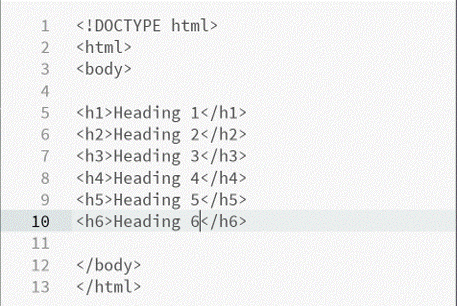 1 <!DOCTYPE html>
2 <html>
3 <body>
4
5 <h1>Heading 1</h1>
6 <h2>Heading 2</h2>
7 <h3>Heading 3</h3>
8 <h4>Heading 4</h4>
9 <h5>Heading 5</h5>
10 <h6>Heading 6</h6>
11
12 </body>
13 </html>